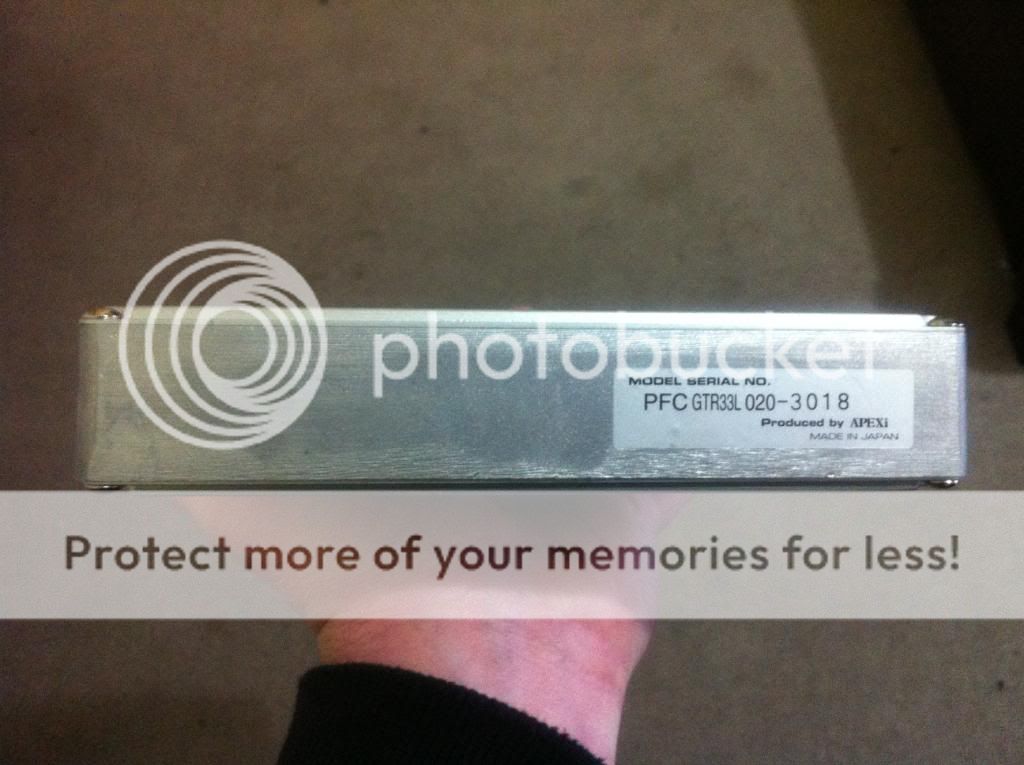 photobucket
MODEL SERIAL NO.
PFC GTR33L 020-3018
Produced by APEXi
MADE IN JAPAN
Protect more of your memories for less!